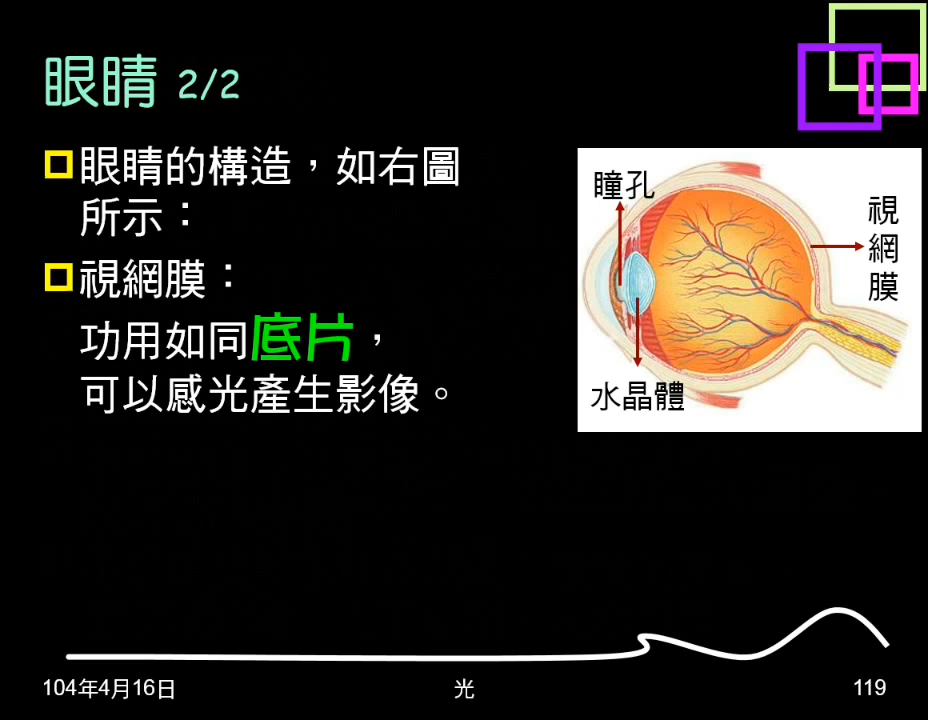 眼睛 2/2
眼睛的構造，如右圖
所示：
視網膜：
功用如同底片，
可以感光產生影像。
瞳孔
視
網
膜
水晶體
104年4月16日
光
119